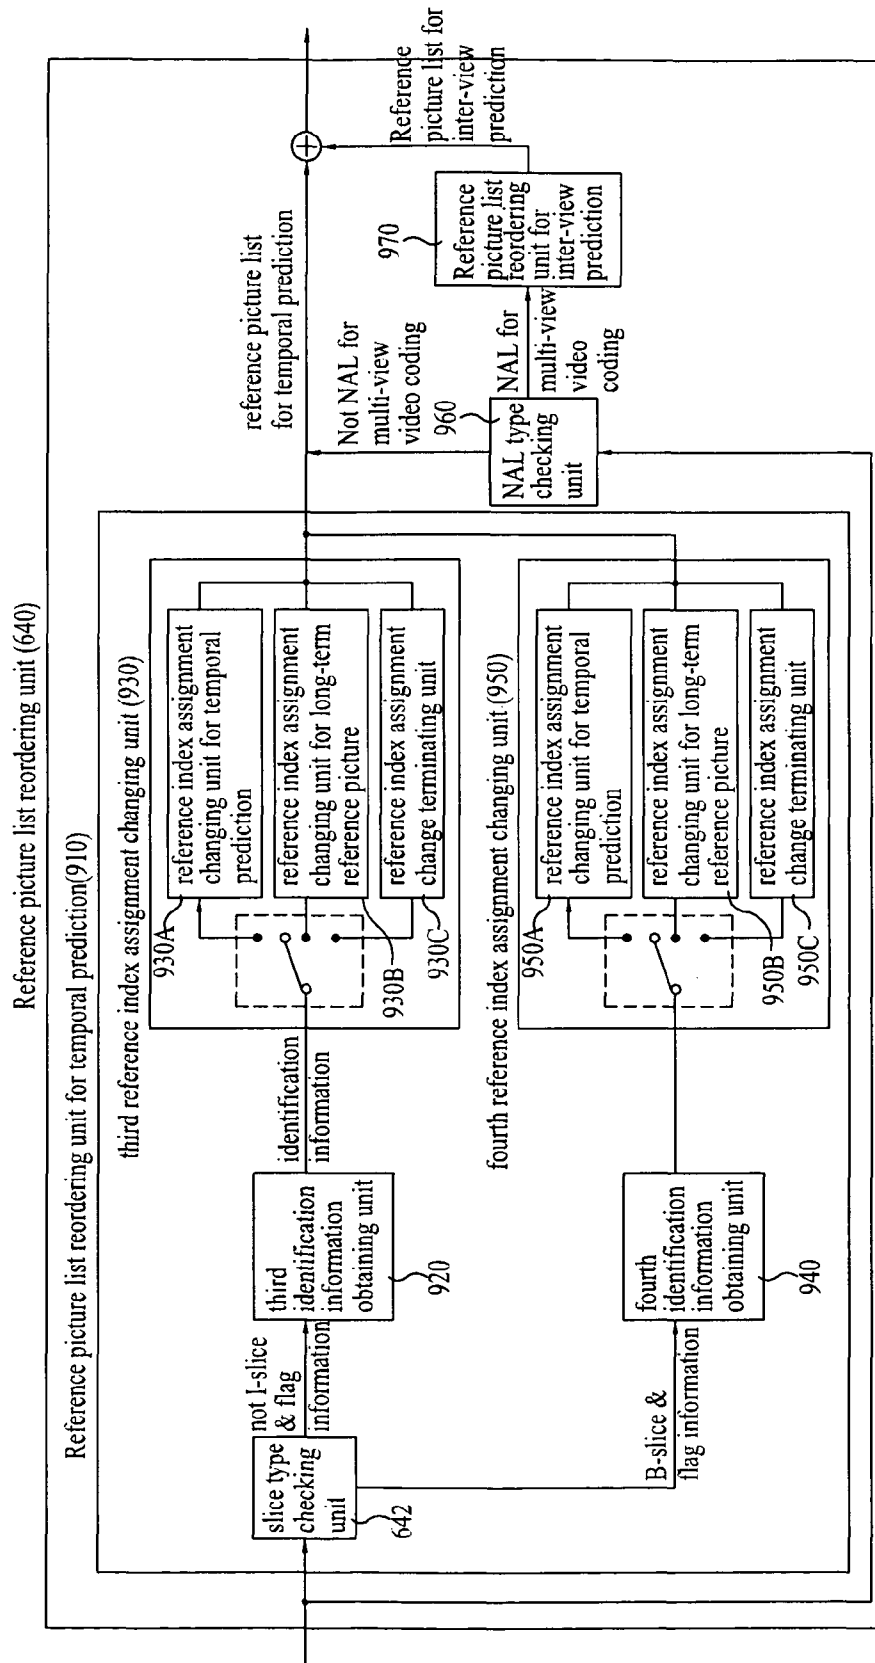 Reference picture list reordering unit (640)
Reference picture list reordering unit for temporal prediction(910)
third reference index assignment changing unit (930)
slice type
checking
unit
642
not I-slice
& flag
information
third
identification
information
obtaining unit
920
identification
information
930A
reference index assignment
changing unit for temporal
prediction
reference index assignment
changing unit for long-term
reference picture
930B
reference index assignment
change terminating unit
930C
fourth reference index assignment changing unit (950)
B-slice &
flag information
fourth
identification
information
obtaining unit
940
950A
reference index assignment
changing unit for temporal
prediction
reference index assignment
changing unit for long-term
reference picture
950B
reference index assignment
change terminating unit
950C
reference picture list
for temporal prediction
Not NAL for
multi-view
video coding
960
NAL type
checking
unit
NAL for
multi-view
video
coding
970
Reference
picture list
reordering
unit for
inter-view
prediction
Reference
picture list for
inter-view
prediction